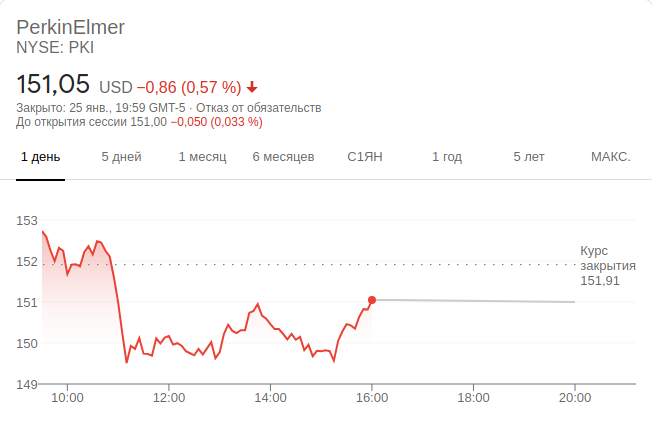 PerkinElmer
NYSE: PKI
151,05 USD −0,86 (0,57 %)
Закрыто: 25 янв., 19:59 GMT-5 · Отказ от обязательств
До открытия сессии 151,00 −0,050 (0,033 %)
1 день 5 дней 1 месяц 6 месяцев С1ЯН 1 год 5 лет МАКС.
153
152
151
150
149
Курс
закрытия
151,91
10:00 12:00 14:00 16:00 18:00 20:00